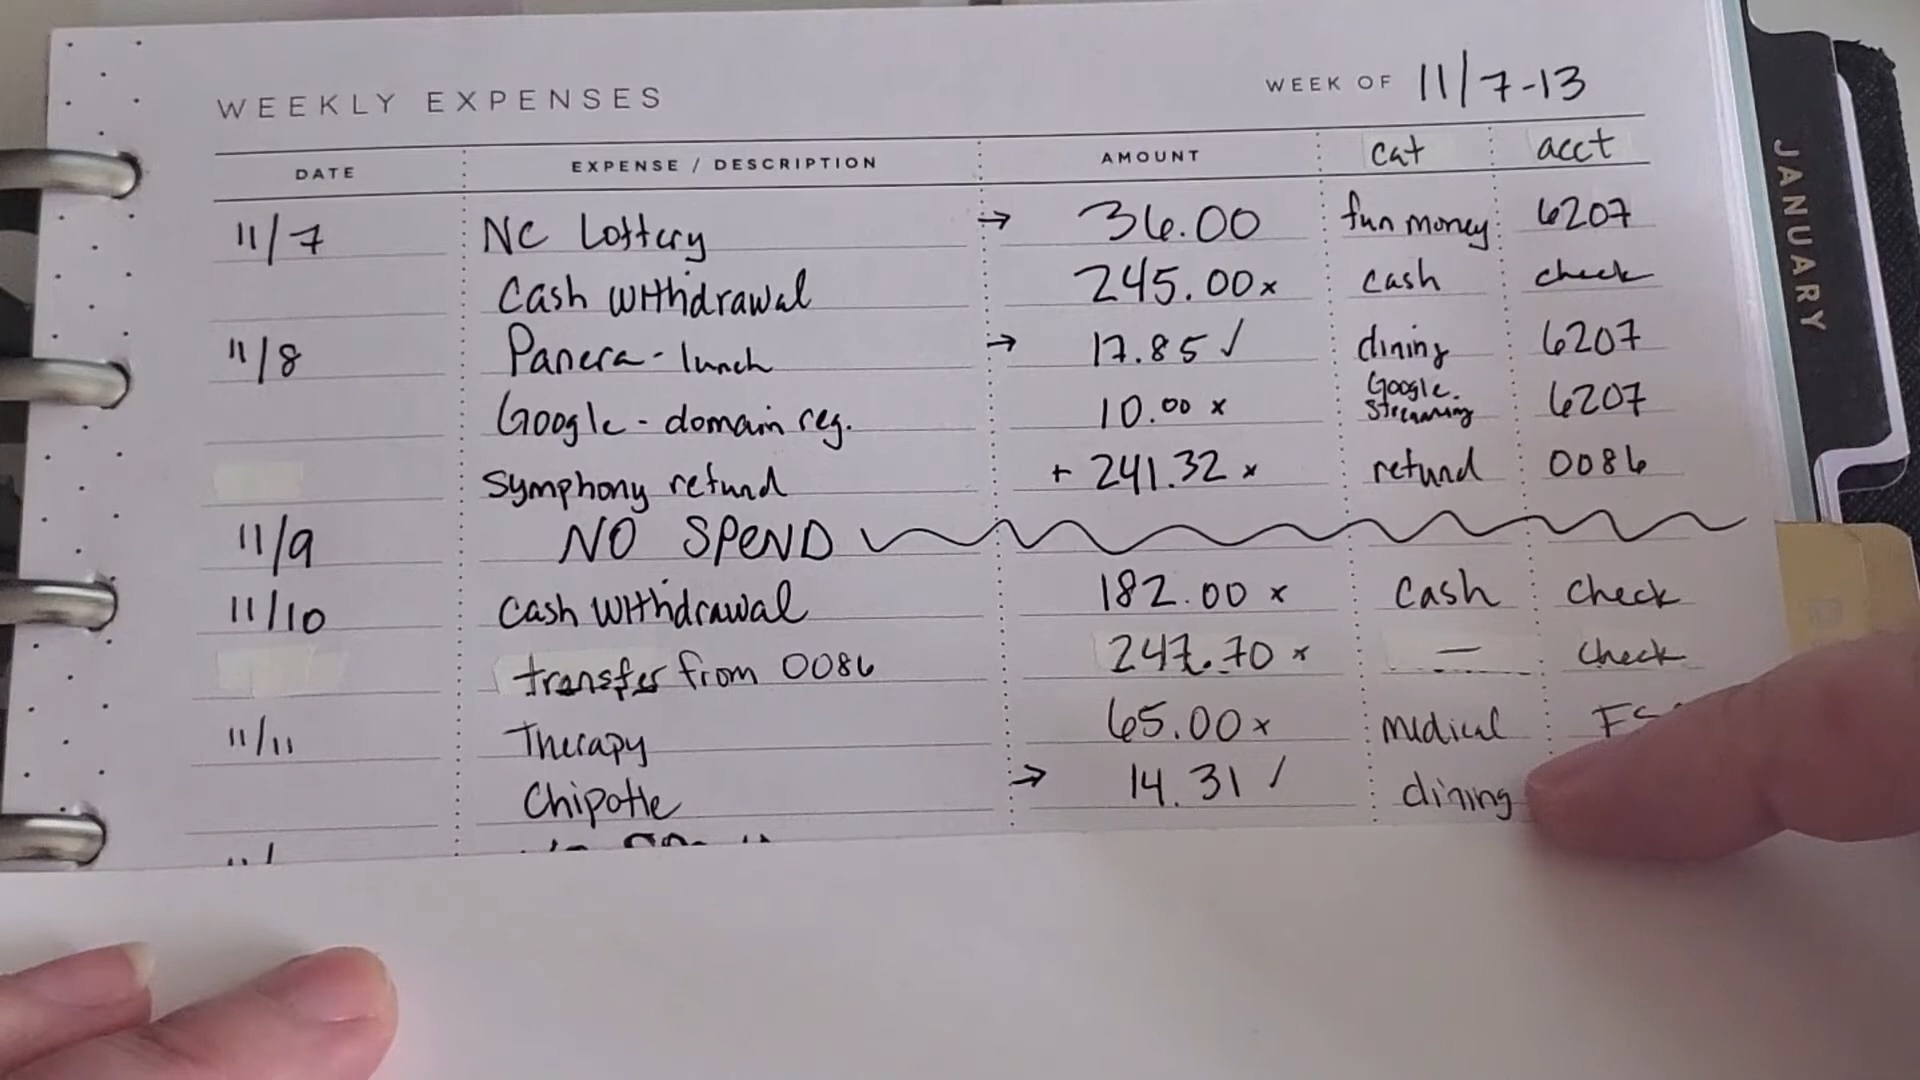 WEEKLY EXPENSES WEEK OF 11/7-13
DATE EXPENSE / DESCRIPTION AMOUNT cat acct
11/7 NC Lottery → 36.00 fun money 6207
Cash withdrawal 245.00 x cash check
11/8 Panera - lunch → 17.85 ✓ dining 6207
Google - domain reg. 10.00 x Google. Streaming 6207
Symphony refund + 241.32 x refund 0086
11/9 NO SPEND
11/10 Cash withdrawal 182.00 x cash check
transfer from 0086 247.70 x — check
11/11 Therapy 65.00 x medical
Chipotle → 14.31 ✓ dining
JANUARY